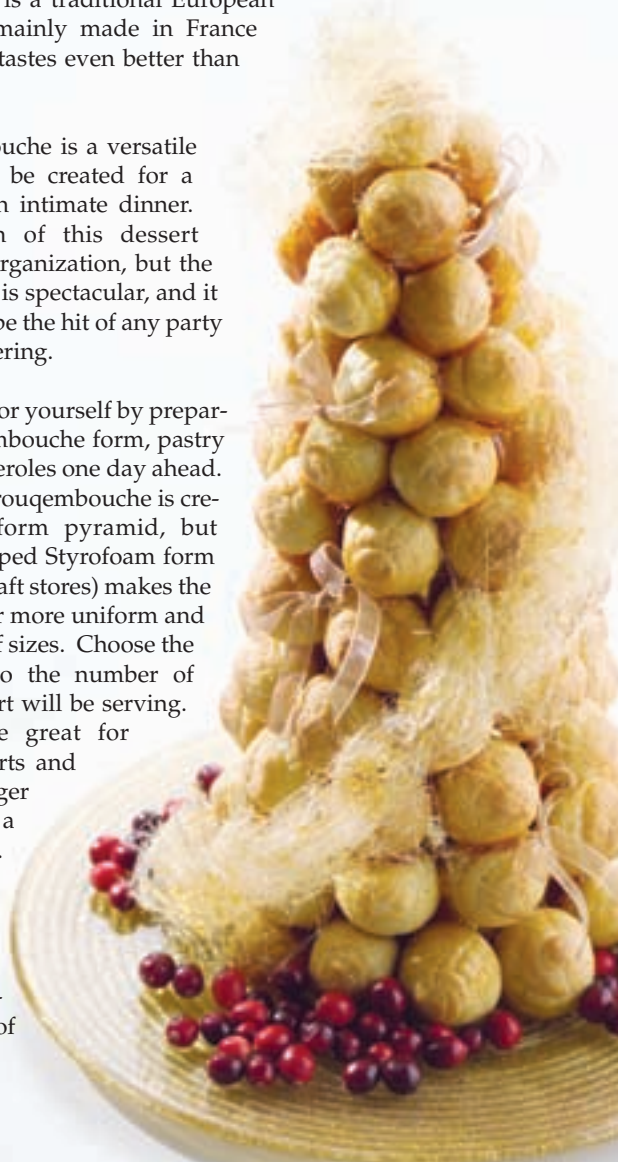 is a traditional European
mainly made in France
tastes even better than
ouche is a versatile
be created for a
n intimate dinner.
n of this dessert
rganization, but the
is spectacular, and it
be the hit of any party
ering.
or yourself by prepar-
mbouche form, pastry
eroles one day ahead.
rouqembouche is cre-
form pyramid, but
ped Styrofoam form
aft stores) makes the
r more uniform and
f sizes. Choose the
o the number of
rt will be serving.
e great for
rts and
ger
a
.
-
of